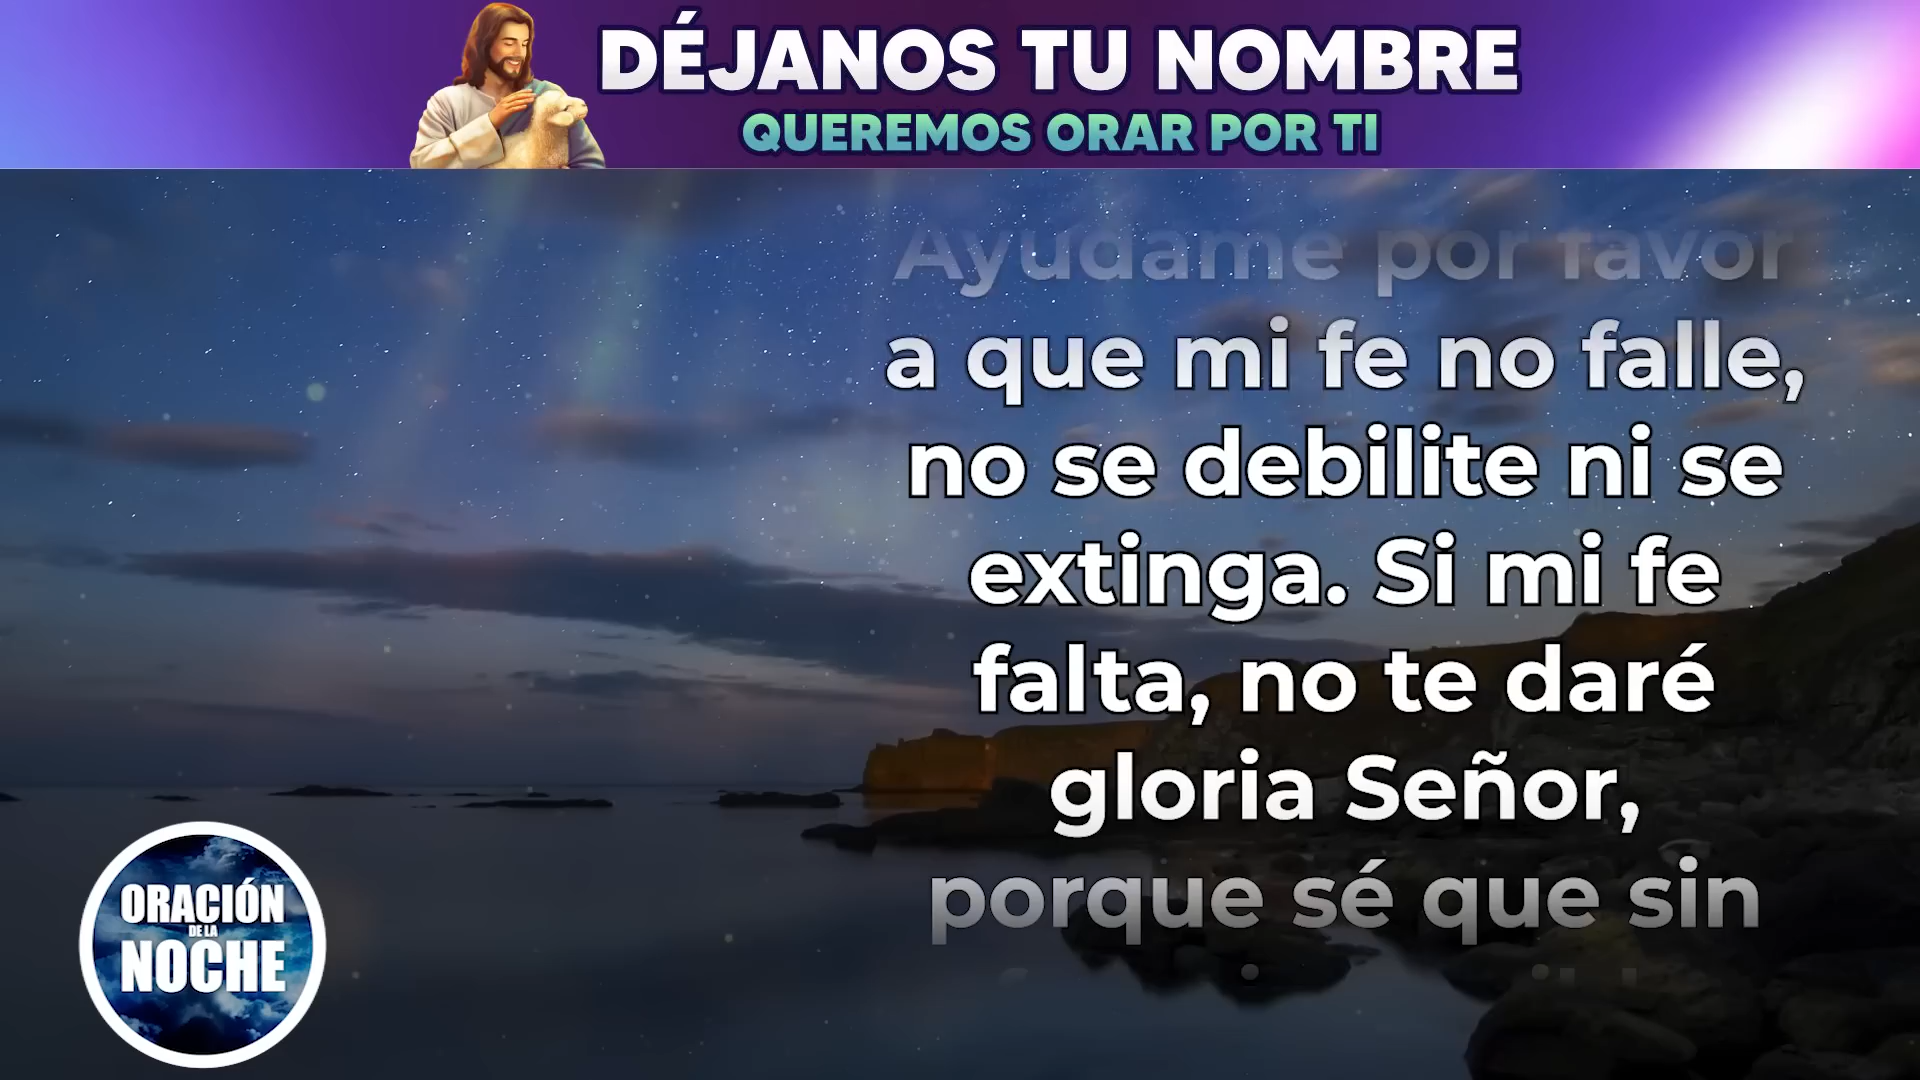 DÉJANOS TU NOMBRE
QUEREMOS ORAR POR TI
Ayúdame por favor
a que mi fe no falle,
no se debilite ni se
extinga. Si mi fe
falta, no te daré
gloria Señor,
porque sé que sin
ORACIÓN
DE LA
NOCHE